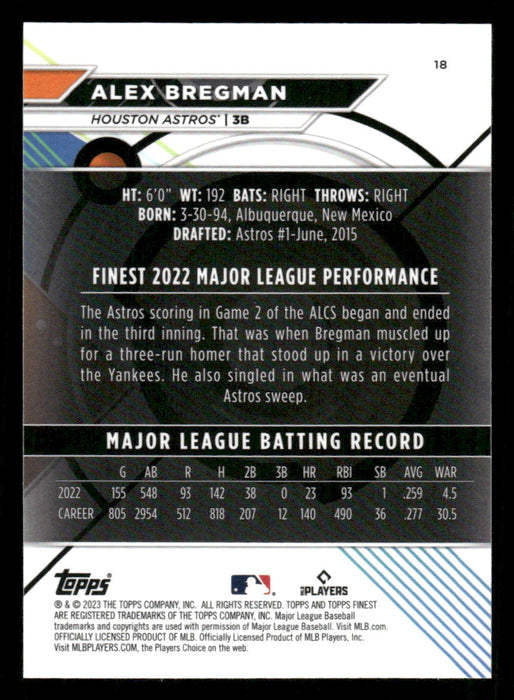 18
ALEX BREGMAN
HOUSTON ASTROS® | 3B
HT: 6'0" WT: 192 BATS: RIGHT THROWS: RIGHT
BORN: 3-30-94, Albuquerque, New Mexico
DRAFTED: Astros #1-June, 2015
FINEST 2022 MAJOR LEAGUE PERFORMANCE
The Astros scoring in Game 2 of the ALCS began and ended
in the third inning. That was when Bregman muscled up
for a three-run homer that stood up in a victory over
the Yankees. He also singled in what was an eventual
Astros sweep.
MAJOR LEAGUE BATTING RECORD
G AB R H 2B 3B HR RBI SB AVG WAR
2022 155 548 93 142 38 0 23 93 1 .259 4.5
CAREER 805 2954 512 818 207 12 140 490 36 .277 30.5
topps MLB PLAYERS
® & © 2023 THE TOPPS COMPANY, INC. ALL RIGHTS RESERVED. TOPPS AND TOPPS FINEST
ARE REGISTERED TRADEMARKS OF THE TOPPS COMPANY, INC. Major League Baseball
trademarks and copyrights are used with permission of Major League Baseball. Visit MLB.com.
OFFICIALLY LICENSED PRODUCT OF MLB. Officially Licensed Product of MLB Players, Inc.
Visit MLBPLAYERS.COM, the Players Choice on the web.